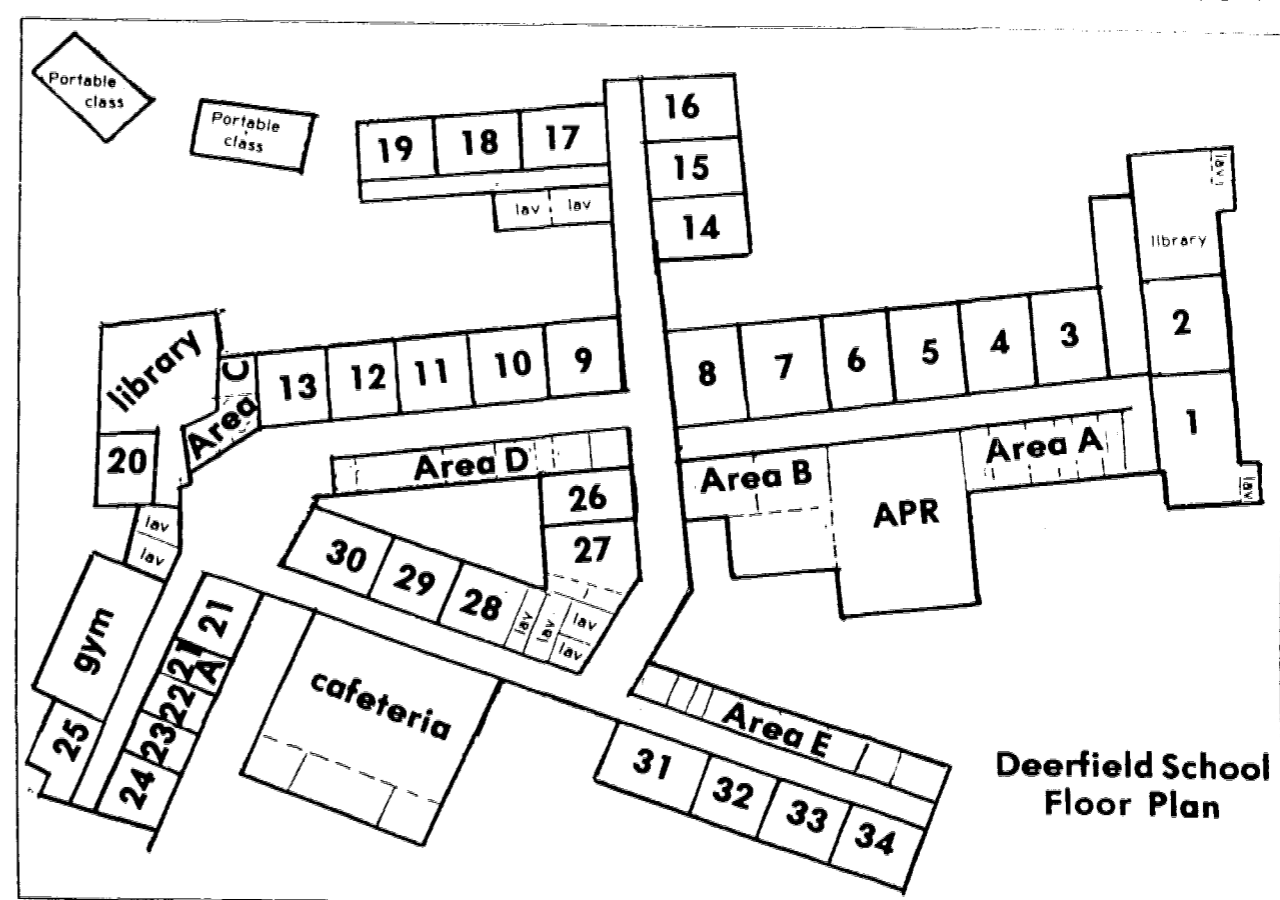 Portable
class
Portable
class
19
18
17
16
15
14
lav
lav
lav
library
library
Area C
13
12
11
10
9
8
7
6
5
4
3
2
1
20
Area D
26
27
Area B
APR
Area A
lav
lav
lav
30
29
28
lav
lav
lav
lav
gym
21
21 A
22
23
24
25
cafeteria
Area E
31
32
33
34
Deerfield School
Floor Plan